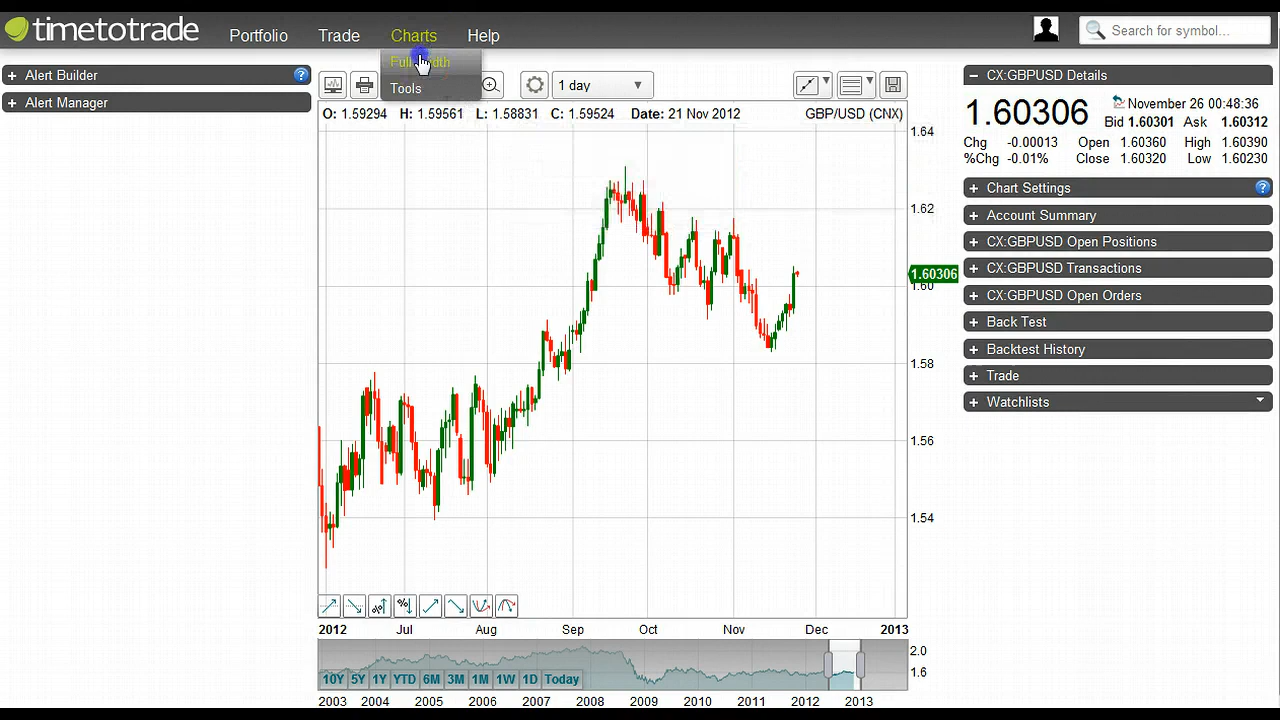 timetotrade
Portfolio Trade Charts Help
Search for symbol...
Full
Tools
+ Alert Builder ?
+ Alert Manager
1 day
O: 1.59294 H: 1.59561 L: 1.58831 C: 1.59524 Date: 21 Nov 2012 GBP/USD (CNX)
1.64
1.62
1.60306
1.60
1.58
1.56
1.54
2012 Jul Aug Sep Oct Nov Dec 2013
2.0
1.6
10Y 5Y 1Y YTD 6M 3M 1M 1W 1D Today
2003 2004 2005 2006 2007 2008 2009 2010 2011 2012 2013
− CX:GBPUSD Details
1.60306
November 26 00:48:36
Bid 1.60301 Ask 1.60312
Chg -0.00013 Open 1.60360 High 1.60390
%Chg -0.01% Close 1.60320 Low 1.60230
+ Chart Settings ?
+ Account Summary
+ CX:GBPUSD Open Positions
+ CX:GBPUSD Transactions
+ CX:GBPUSD Open Orders
+ Back Test
+ Backtest History
+ Trade
+ Watchlists